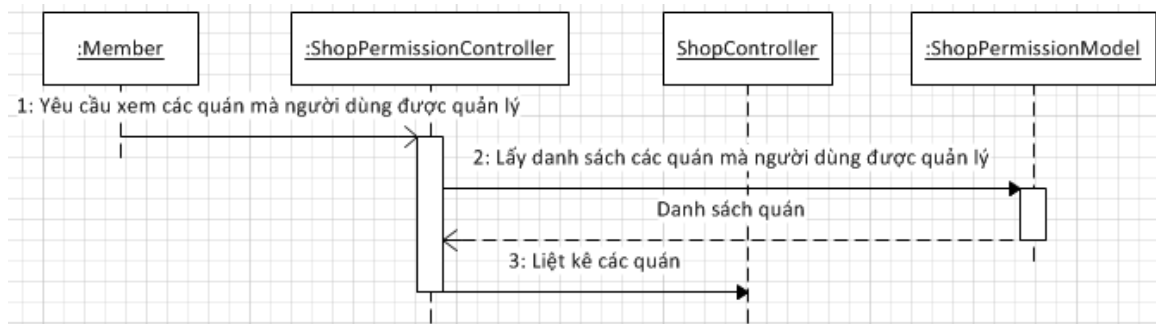 :Member
:ShopPermissionController
ShopController
:ShopPermissionModel
1: Yêu cầu xem các quán mà người dùng được quản lý
2: Lấy danh sách các quán mà người dùng được quản lý
Danh sách quán
3: Liệt kê các quán